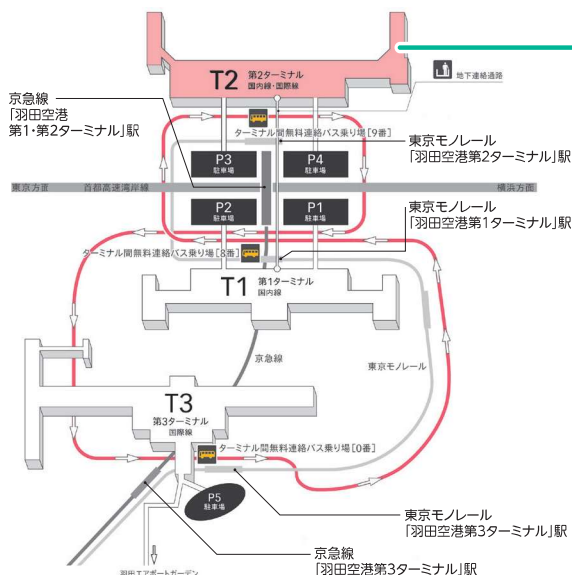 T2 第2ターミナル
国内線・国際線
地下連絡通路
京急線
「羽田空港
第1・第2ターミナル」駅
ターミナル間無料連絡バス乗り場[9番]
東京モノレール
「羽田空港第2ターミナル」駅
P3
駐車場
P4
駐車場
東京方面
首都高速湾岸線
横浜方面
P2
駐車場
P1
駐車場
東京モノレール
「羽田空港第1ターミナル」駅
ターミナル間無料連絡バス乗り場[8番]
T1 第1ターミナル
国内線
京急線
東京モノレール
T3
第3ターミナル
国際線
ターミナル間無料連絡バス乗り場[0番]
P5
駐車場
東京モノレール
「羽田空港第3ターミナル」駅
京急線
「羽田空港第3ターミナル」駅
羽田エアポートガーデン